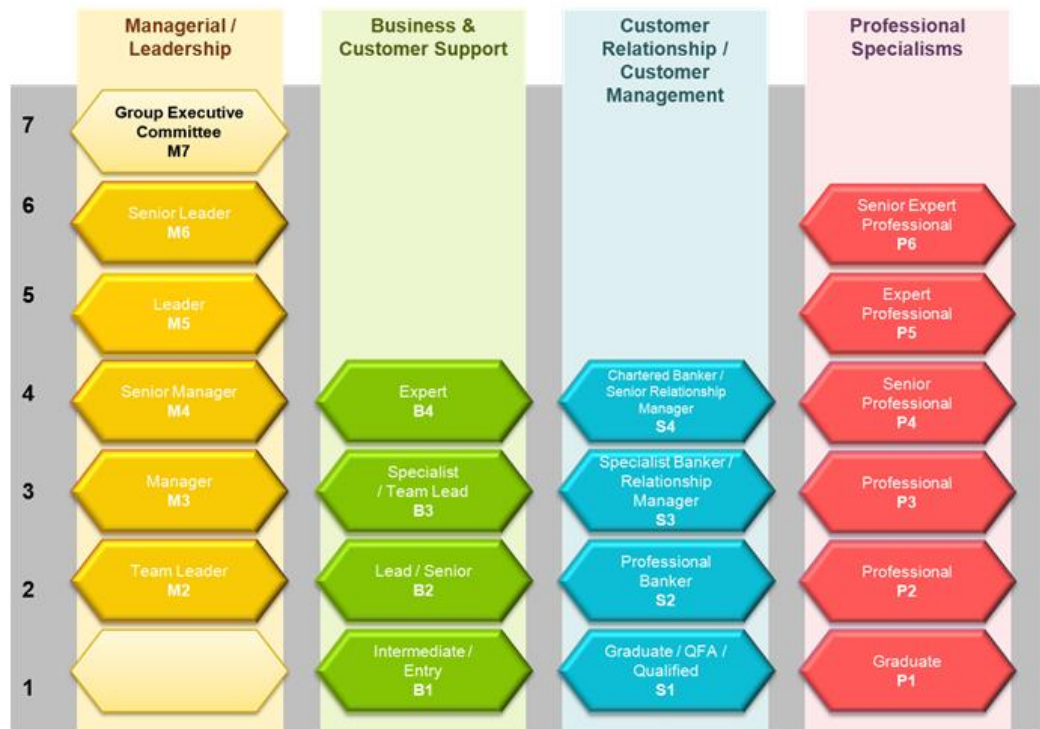 Managerial /
Leadership
Business &
Customer Support
Customer
Relationship /
Customer
Management
Professional
Specialisms
7
Group Executive
Committee
M7
6
Senior Leader
M6
Senior Expert
Professional
P6
5
Leader
M5
Expert
Professional
P5
4
Senior Manager
M4
Expert
B4
Chartered Banker /
Senior Relationship
Manager
S4
Senior
Professional
P4
3
Manager
M3
Specialist
/ Team Lead
B3
Specialist Banker /
Relationship
Manager
S3
Professional
P3
2
Team Leader
M2
Lead / Senior
B2
Professional
Banker
S2
Professional
P2
1
Intermediate /
Entry
B1
Graduate / QFA /
Qualified
S1
Graduate
P1